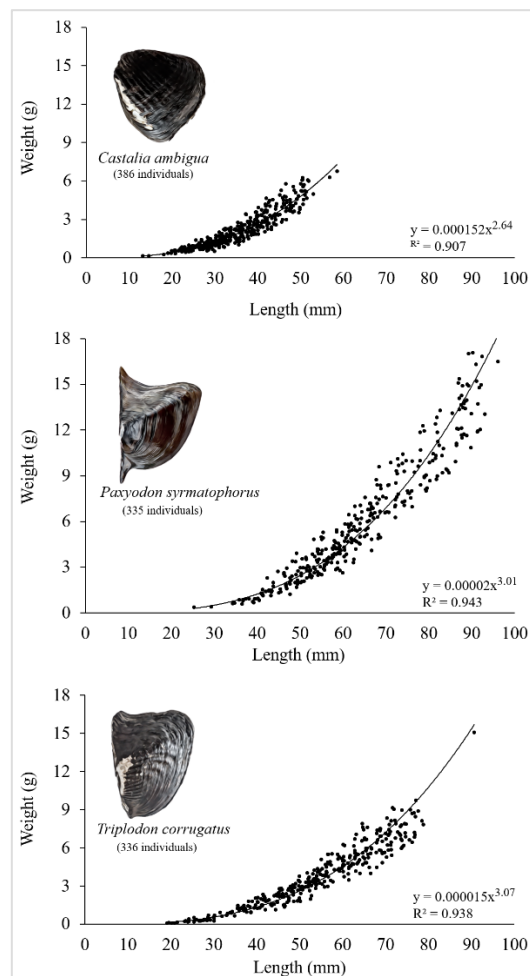 18
15
12
9
6
3
0
Weight (g)
Castalia ambigua
(386 individuals)
y = 0.000152x^2.64
R² = 0.907
0 10 20 30 40 50 60 70 80 90 100
Length (mm)
18
15
12
9
6
3
0
Weight (g)
Paxyodon syrmatophorus
(335 individuals)
y = 0.00002x^3.01
R² = 0.943
0 10 20 30 40 50 60 70 80 90 100
Length (mm)
18
15
12
9
6
3
0
Weight (g)
Triplodon corrugatus
(336 individuals)
y = 0.000015x^3.07
R² = 0.938
0 10 20 30 40 50 60 70 80 90 100
Length (mm)